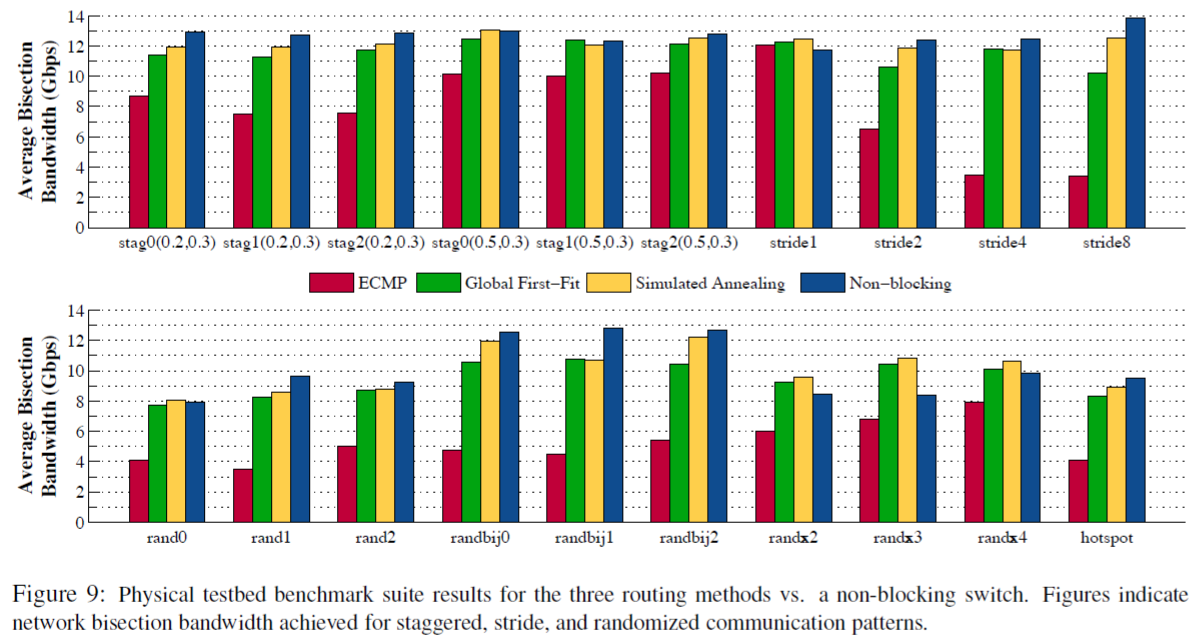 Average Bisection
Bandwidth (Gbps)
14
12
10
8
6
4
2
0
stag0(0.2,0.3) stag1(0.2,0.3) stag2(0.2,0.3) stag0(0.5,0.3) stag1(0.5,0.3) stag2(0.5,0.3) stride1 stride2 stride4 stride8
ECMP Global First–Fit Simulated Annealing Non–blocking
Average Bisection
Bandwidth (Gbps)
14
12
10
8
6
4
2
0
rand0 rand1 rand2 randbij0 randbij1 randbij2 randx2 randx3 randx4 hotspot
Figure 9: Physical testbed benchmark suite results for the three routing methods vs. a non-blocking switch. Figures indicate
network bisection bandwidth achieved for staggered, stride, and randomized communication patterns.